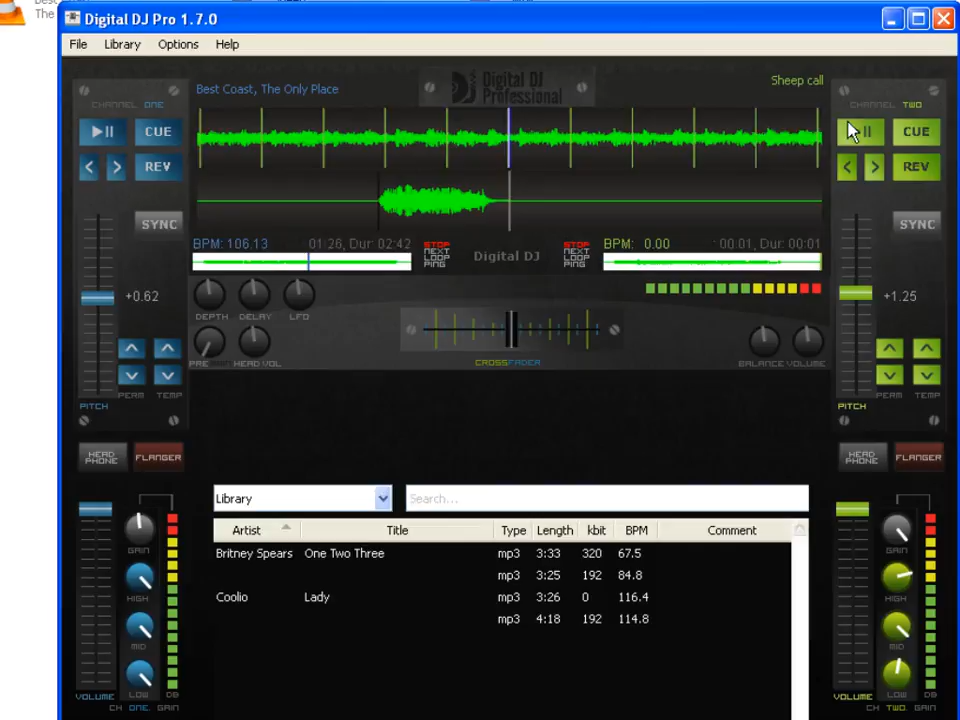 The
Digital DJ Pro 1.7.0
File Library Options Help
Digital DJ
Professional
Best Coast, The Only Place
Sheep call
CHANNEL ONE
CHANNEL TWO
CUE
CUE
< > REV
< > REV
SYNC
SYNC
BPM: 106.13 01:26, Dur: 02:42
STOP
NEXT
LOOP
PING
Digital DJ
STOP
NEXT
LOOP
PING
BPM: 0.00 00:01, Dur: 00:01
+0.62
+1.25
DEPTH DELAY LFO
PRE HEAD VOL
CROSSFADER
BALANCE VOLUME
PERM TEMP
PERM TEMP
PITCH
PITCH
HEAD
PHONE
FLANGER
HEAD
PHONE
FLANGER
Library
Search...
Artist Title Type Length kbit BPM Comment
Britney Spears One Two Three mp3 3:33 320 67.5
mp3 3:25 192 84.8
Coolio Lady mp3 3:26 0 116.4
mp3 4:18 192 114.8
GAIN
HIGH
MID
LOW
VOLUME
DB
CH ONE GAIN
GAIN
HIGH
MID
LOW
VOLUME
DB
CH TWO GAIN